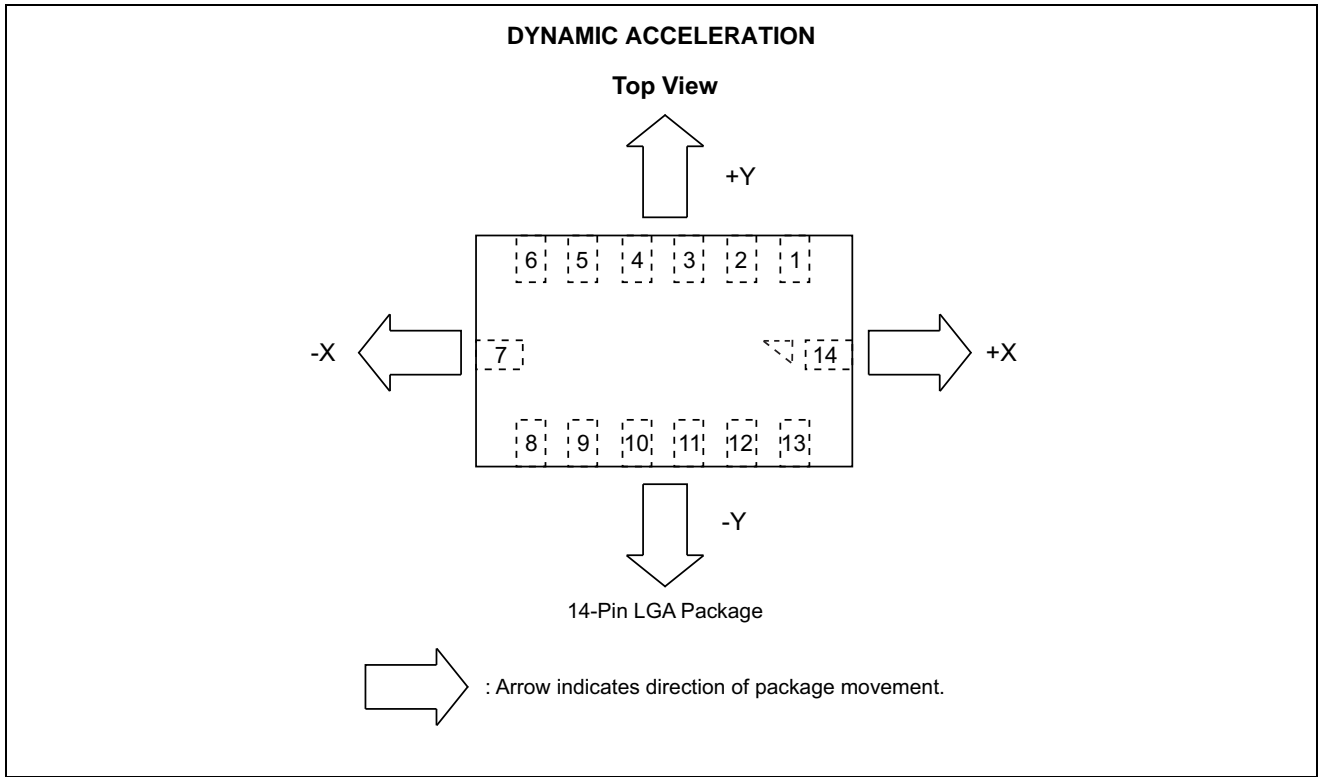 DYNAMIC ACCELERATION
Top View
+Y
6 5 4 3 2 1
-X 7 14 +X
8 9 10 11 12 13
-Y
14-Pin LGA Package
: Arrow indicates direction of package movement.